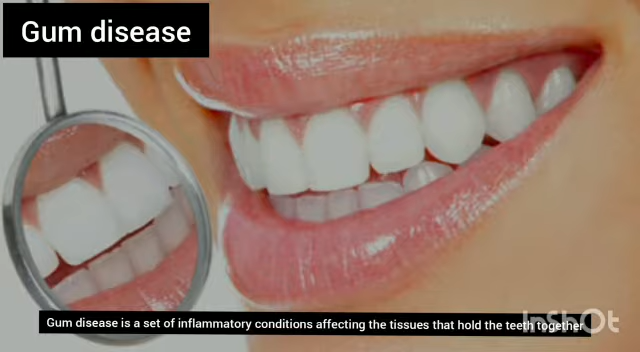 Gum disease
Gum disease is a set of inflammatory conditions affecting the tissues that hold the teeth together
InShOt